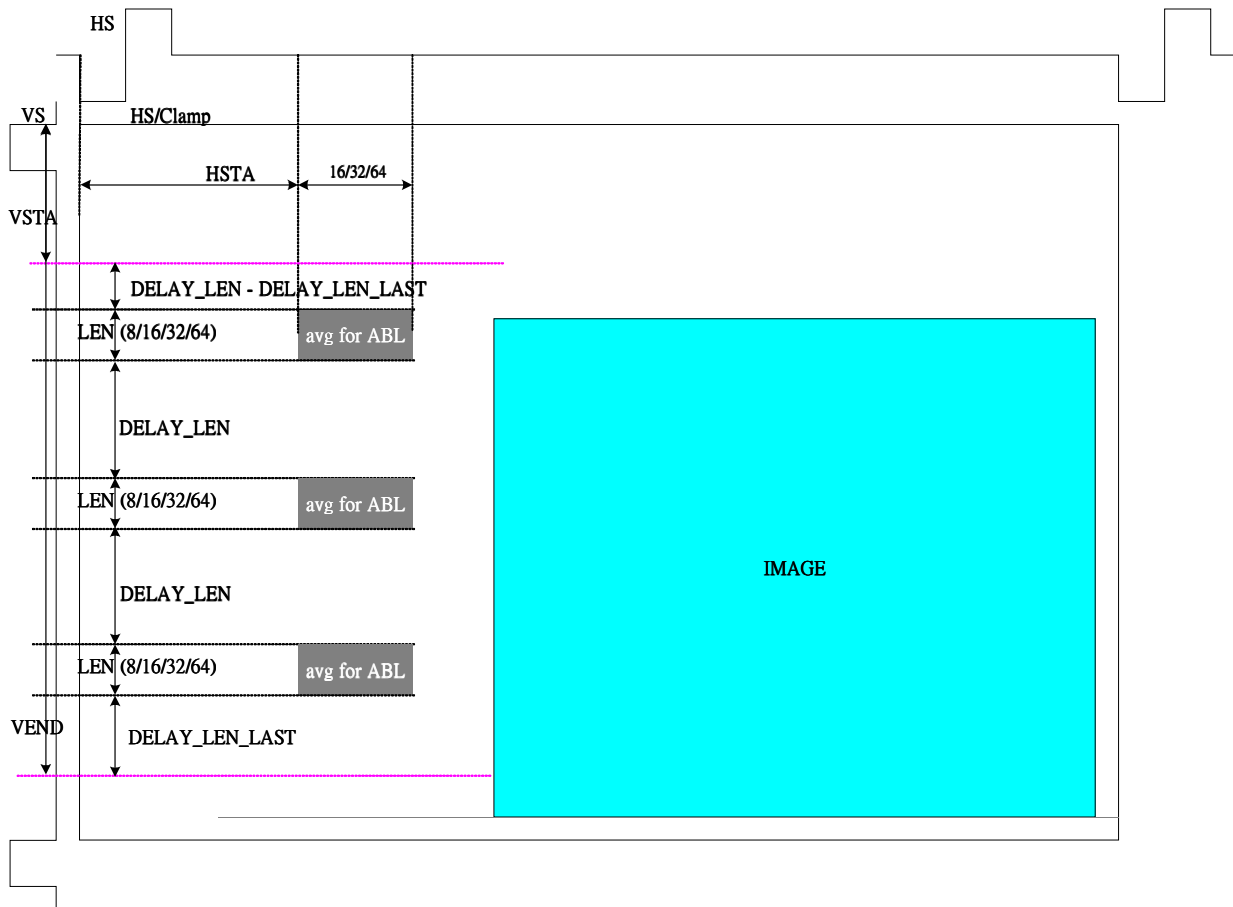 HS
VS
HS/Clamp
HSTA
16/32/64
VSTA
DELAY_LEN - DELAY_LEN_LAST
LEN (8/16/32/64)
avg for ABL
DELAY_LEN
LEN (8/16/32/64)
avg for ABL
IMAGE
DELAY_LEN
LEN (8/16/32/64)
avg for ABL
VEND
DELAY_LEN_LAST